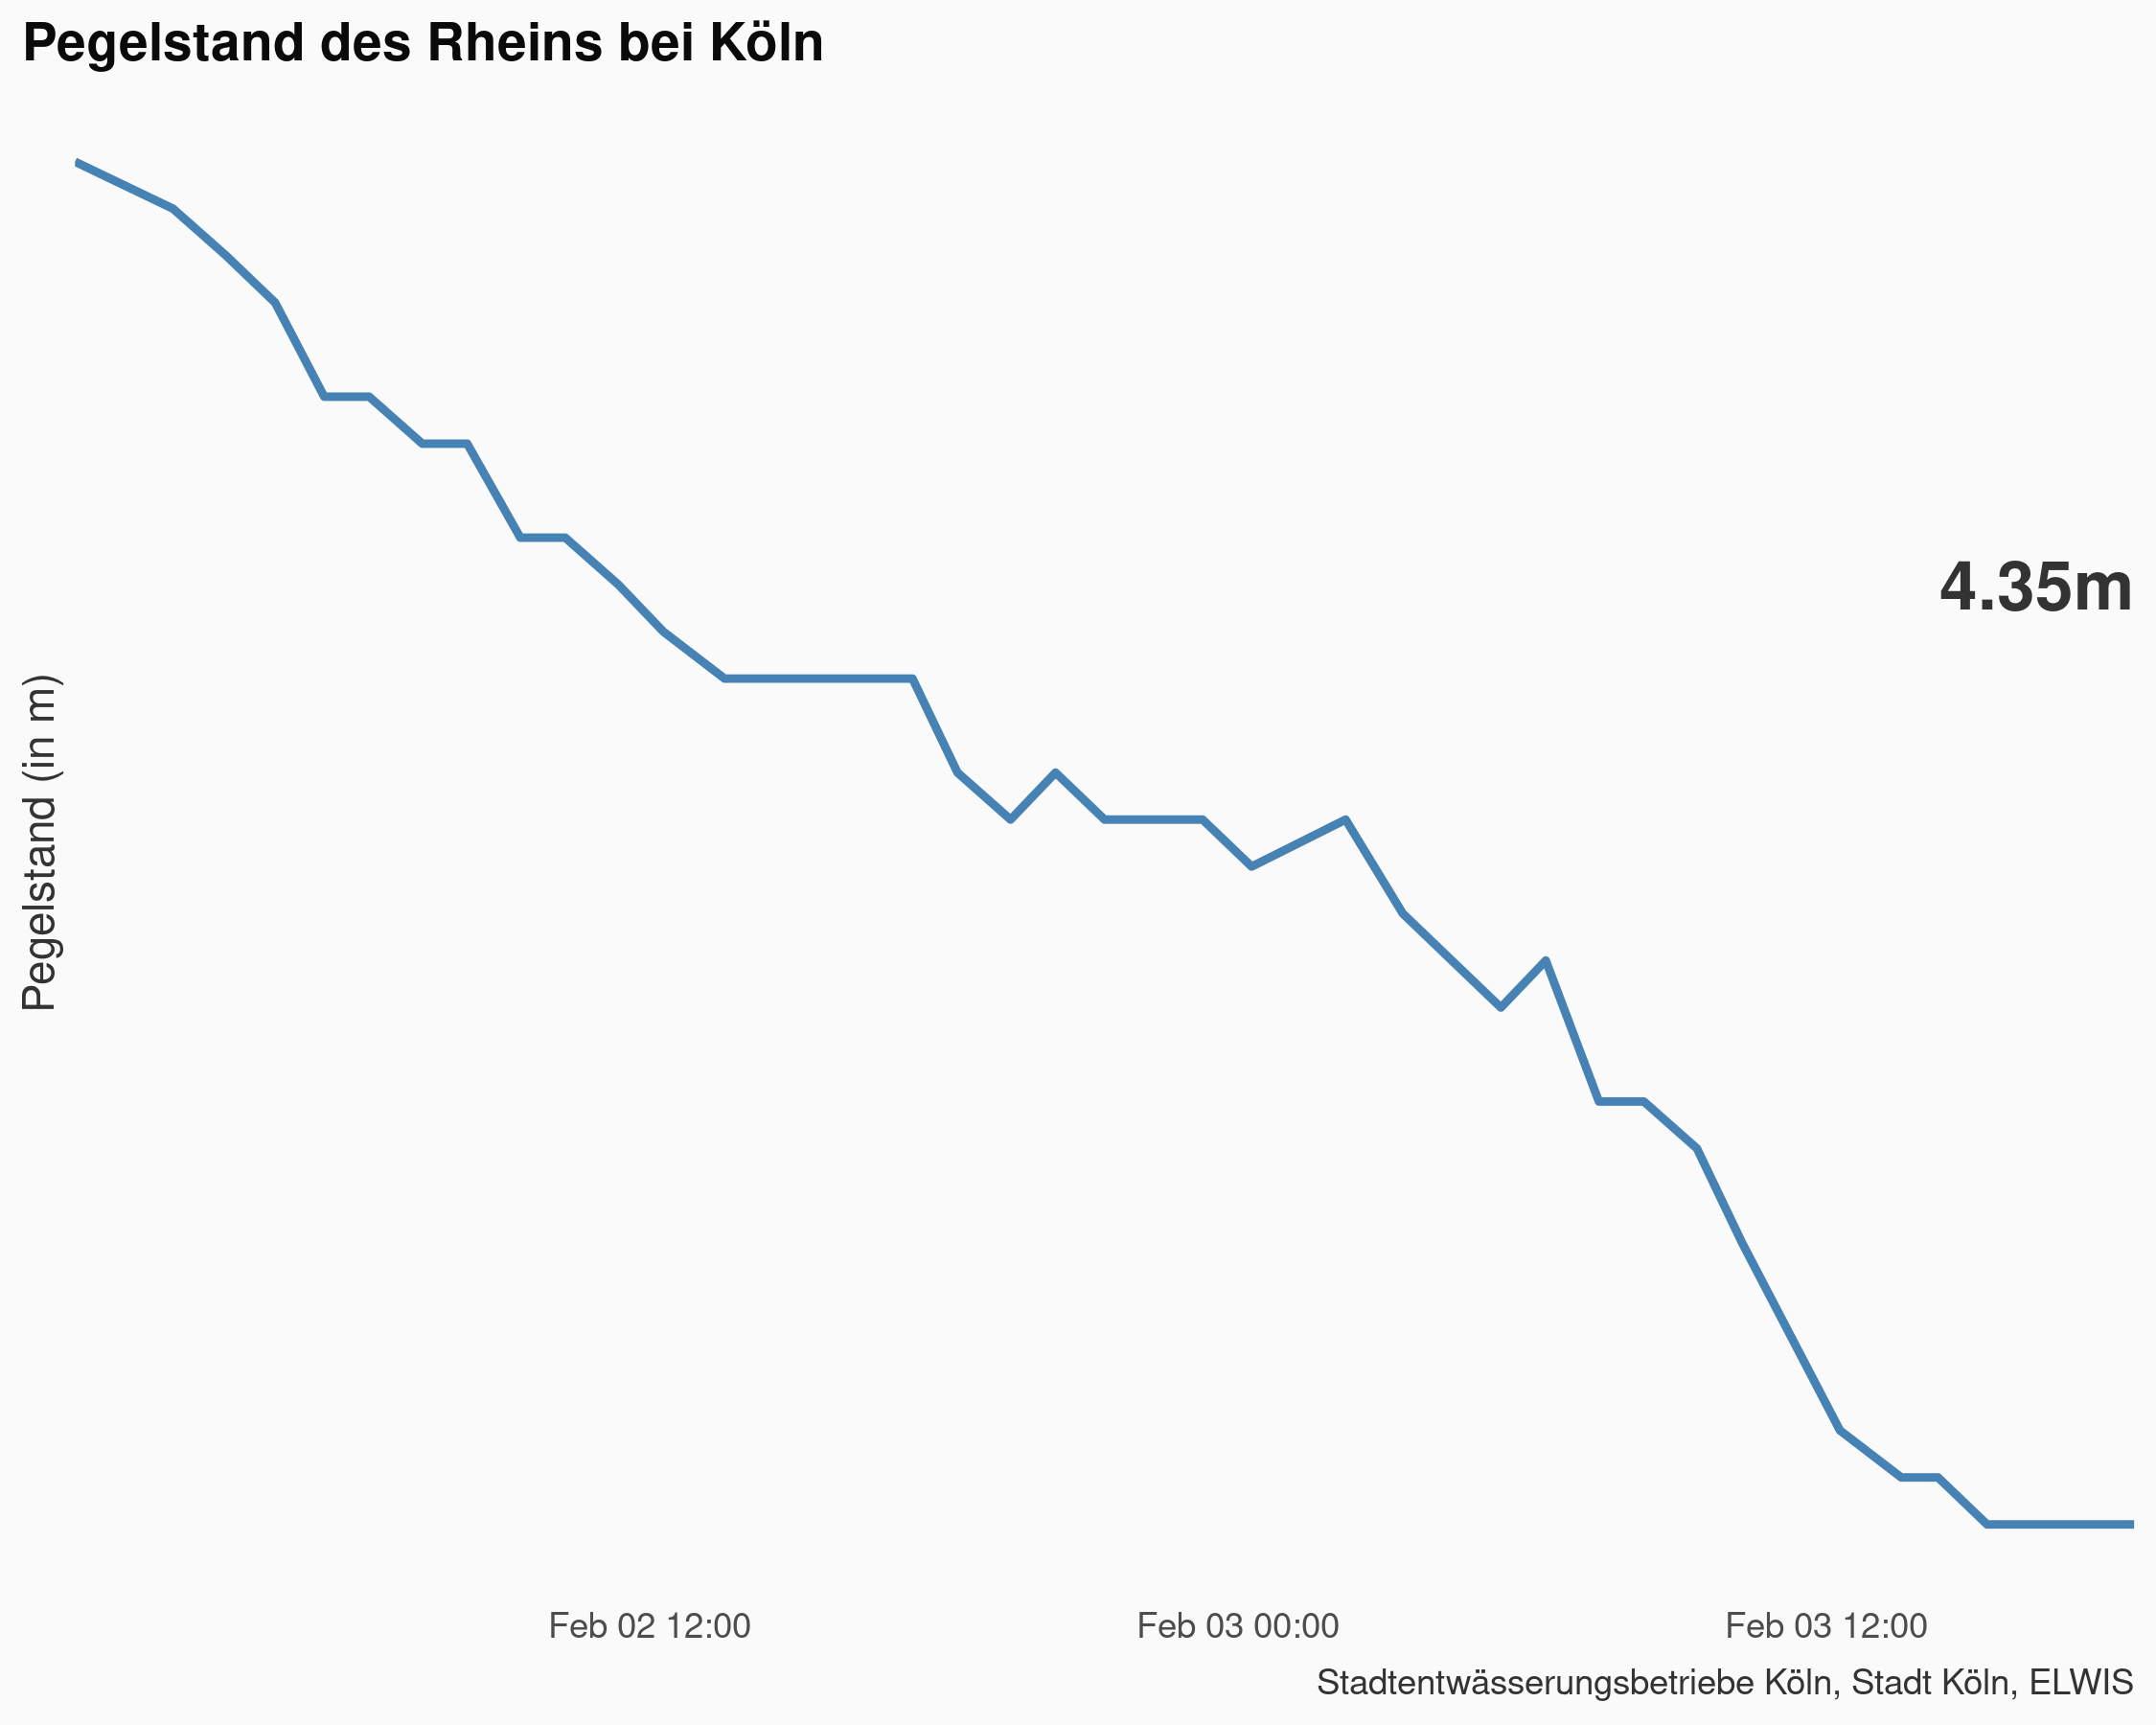 Pegelstand des Rheins bei Köln
4.35m
Pegelstand (in m)
Feb 02 12:00
Feb 03 00:00
Feb 03 12:00
Stadtentwässerungsbetriebe Köln, Stadt Köln, ELWIS